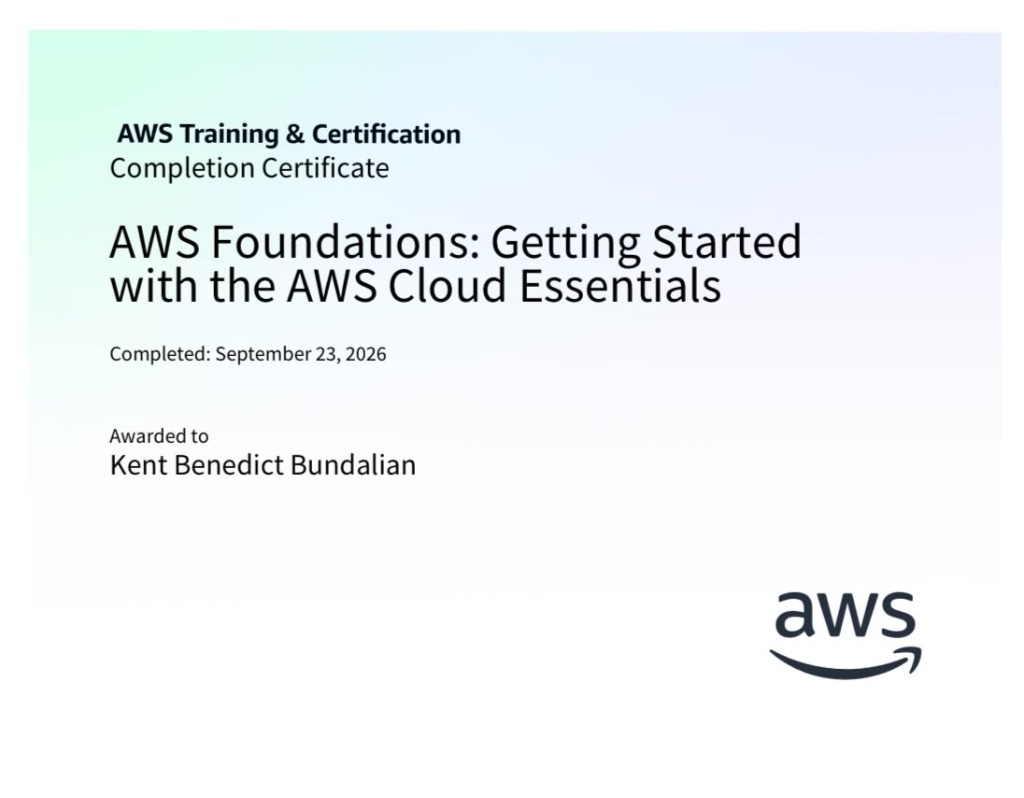 AWS Training & Certification
Completion Certificate
AWS Foundations: Getting Started
with the AWS Cloud Essentials
Completed: September 23, 2026
Awarded to
Kent Benedict Bundalian
aws